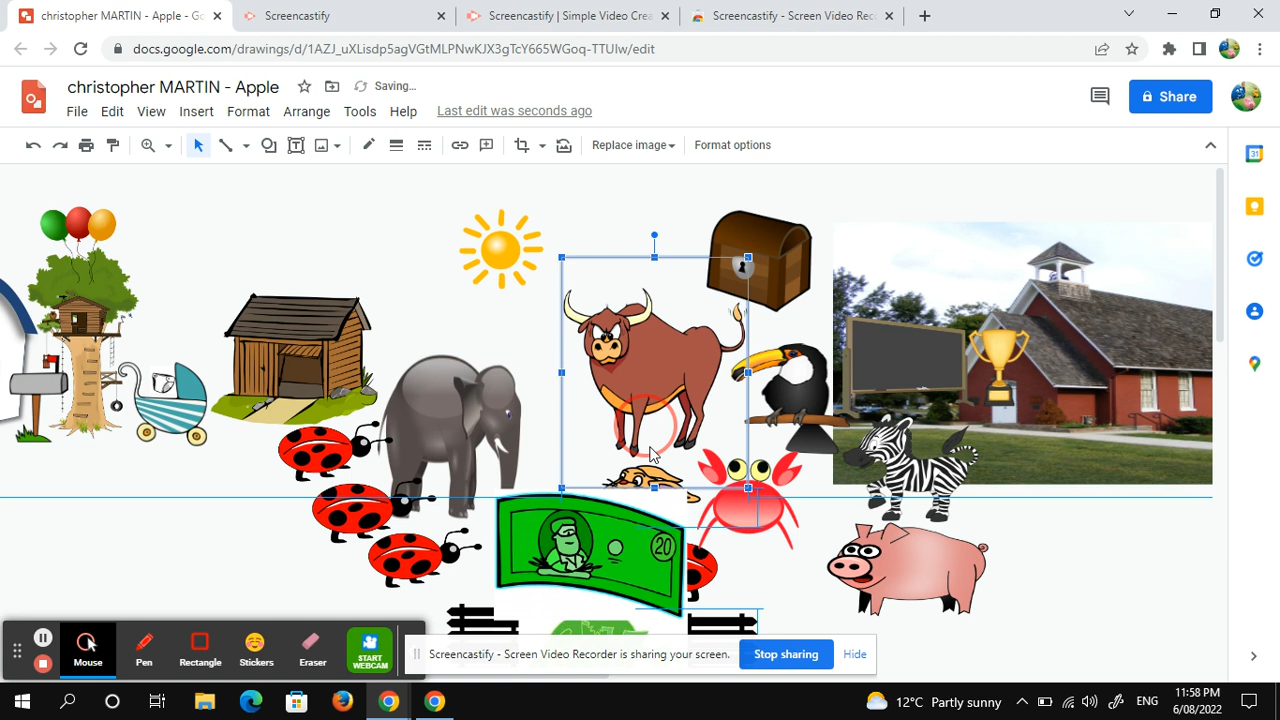 christopher MARTIN - Apple - Go
Screencastify
Screencastify | Simple Video Crea
Screencastify - Screen Video Rec
docs.google.com/drawings/d/1AZJ_uXLisdp5agVGtMLPNwKJX3gTcY665WGoq-TTUIw/edit
christopher MARTIN - Apple
Saving...
File Edit View Insert Format Arrange Tools Help Last edit was seconds ago
Share
Replace image
Format options
31
20
Mouse
Pen
Rectangle
Stickers
Eraser
START WEBCAM
Screencastify - Screen Video Recorder is sharing your screen.
Stop sharing
Hide
12°C Partly sunny
ENG
11:58 PM
6/08/2022